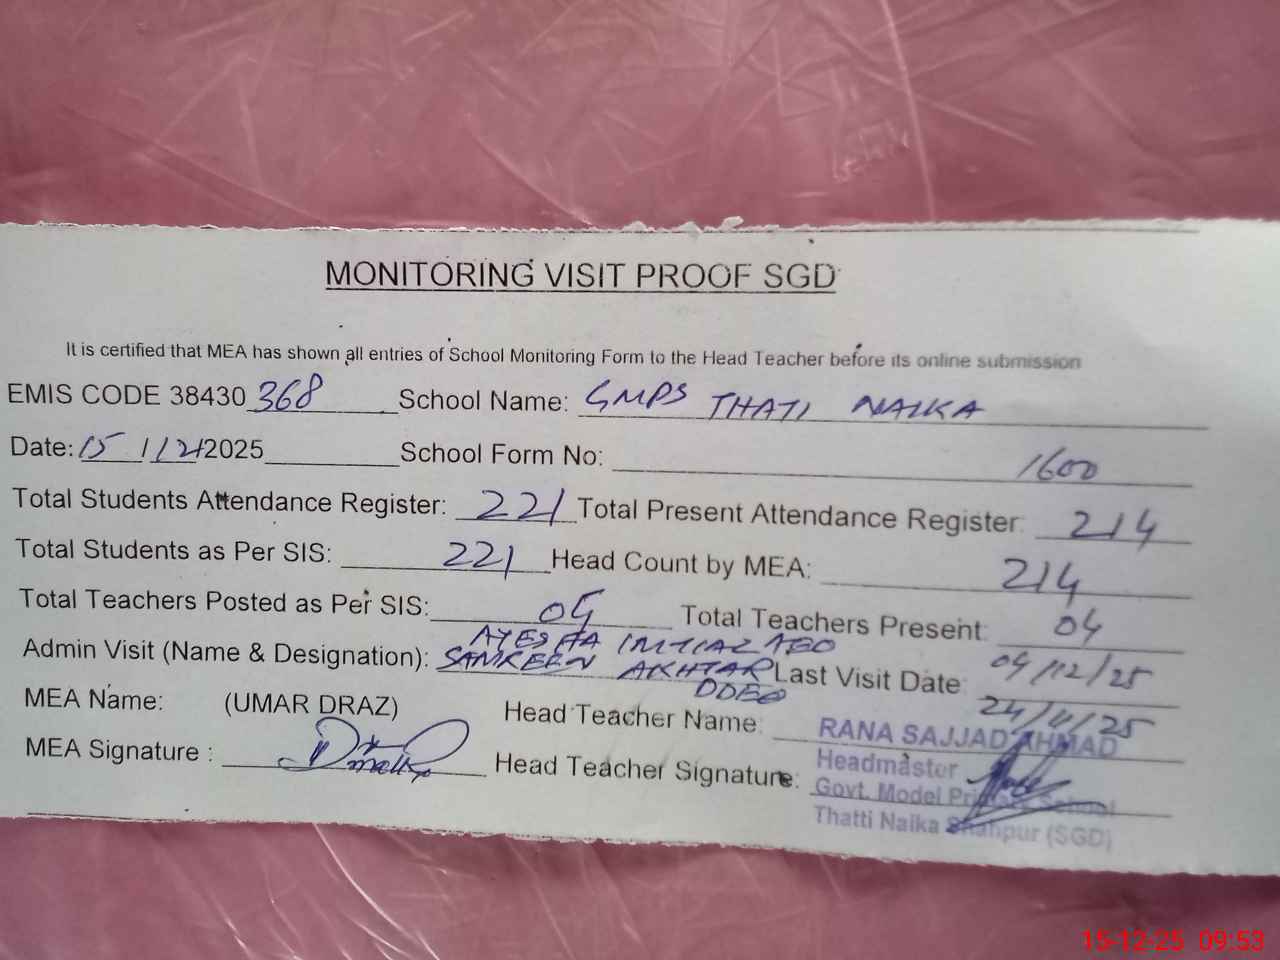 MONITORING VISIT PROOF SGD
It is certified that MEA has shown all entries of School Monitoring Form to the Head Teacher before its online submission
EMIS CODE 38430 368 School Name: GMPS THATI NAIKA
Date: 15/12/2025 School Form No: 1600
Total Students Attendance Register: 221 Total Present Attendance Register: 214
Total Students as Per SIS: 221 Head Count by MEA: 214
Total Teachers Posted as Per SIS: 04 Total Teachers Present: 04
AYESHA IMTIAZ AEO
Admin Visit (Name & Designation): SAMREEN AKHTAR DDEO Last Visit Date: 04/12/25
24/11/25
MEA Name: (UMAR DRAZ) Head Teacher Name: RANA SAJJAD AHMAD
MEA Signature : Head Teacher Signature: Headmaster
Govt. Model Primary School
Thatti Naika Shahpur (SGD)
15-12-25 09:53